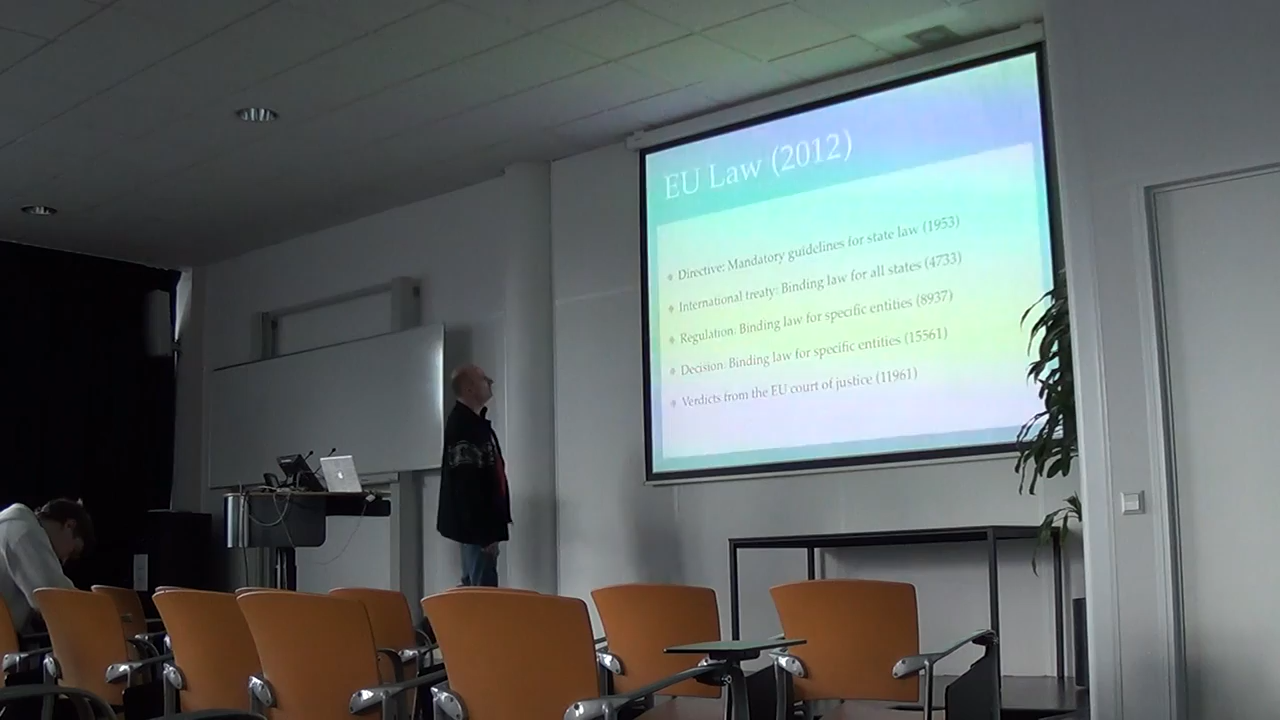 EU Law (2012)
Directive: Mandatory guidelines for state law (1953)
International treaty: Binding law for all states (4733)
Regulation: Binding law for specific entities (8937)
Decision: Binding law for specific entities (15561)
Verdicts from the EU court of justice (11961)